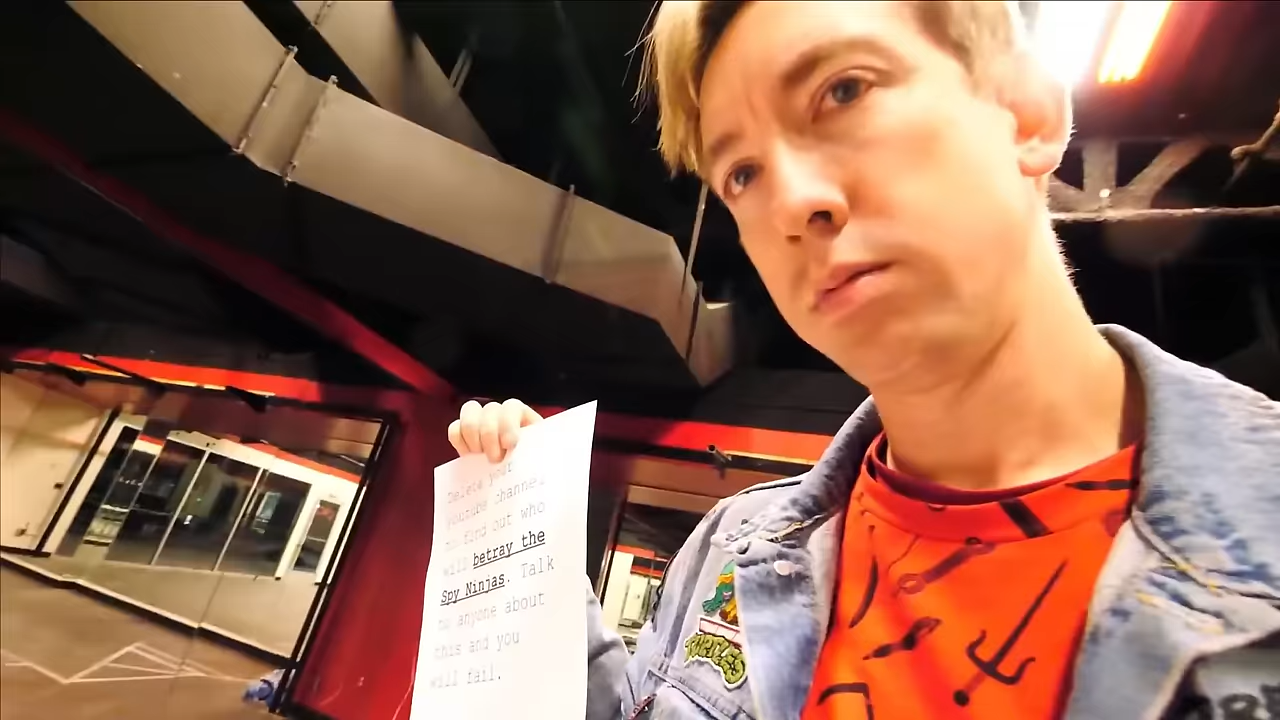 Delete your
youtube channel
to find out who
will betray the
Spy Ninjas. Talk
to anyone about
this and you
will fail.
TURTLES